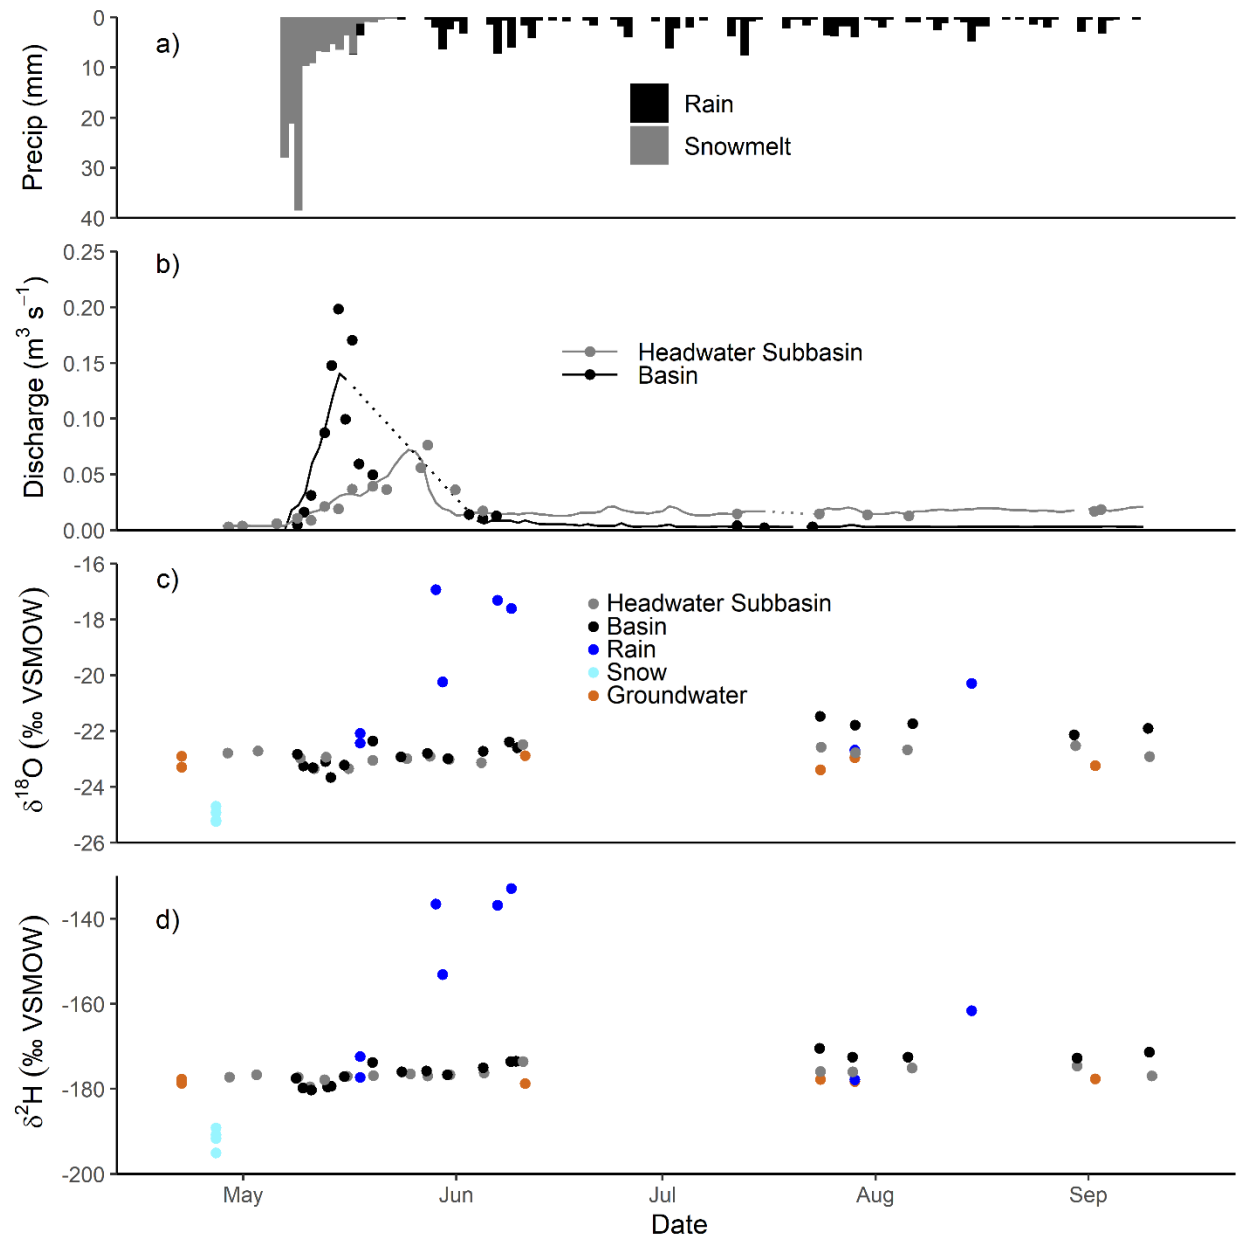 a)
Precip (mm)
0
10
20
30
40
Rain
Snowmelt
b)
Discharge (m³ s⁻¹)
0.25
0.20
0.15
0.10
0.05
0.00
Headwater Subbasin
Basin
c)
δ¹⁸O (‰ VSMOW)
-16
-18
-20
-22
-24
-26
Headwater Subbasin
Basin
Rain
Snow
Groundwater
d)
δ²H (‰ VSMOW)
-140
-160
-180
-200
May Jun Jul Aug Sep
Date